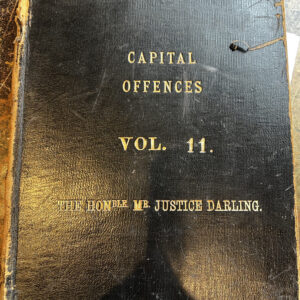 CAPITAL
OFFENCES
VOL. 11.
THE HONBLE. MR. JUSTICE DARLING.